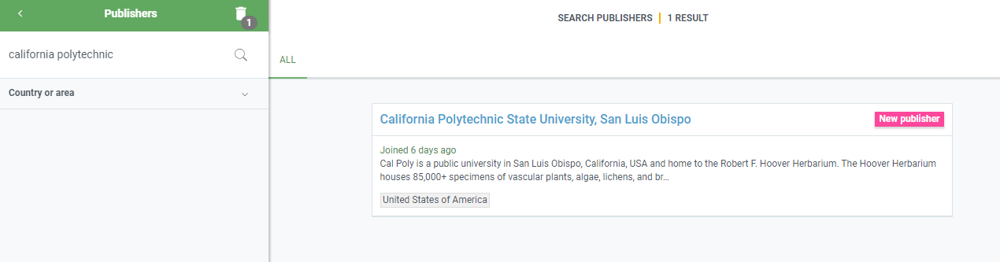 Publishers
1
california polytechnic
Country or area
SEARCH PUBLISHERS | 1 RESULT
ALL
California Polytechnic State University, San Luis Obispo
New publisher
Joined 6 days ago
Cal Poly is a public university in San Luis Obispo, California, USA and home to the Robert F. Hoover Herbarium. The Hoover Herbarium
houses 85,000+ specimens of vascular plants, algae, lichens, and br...
United States of America